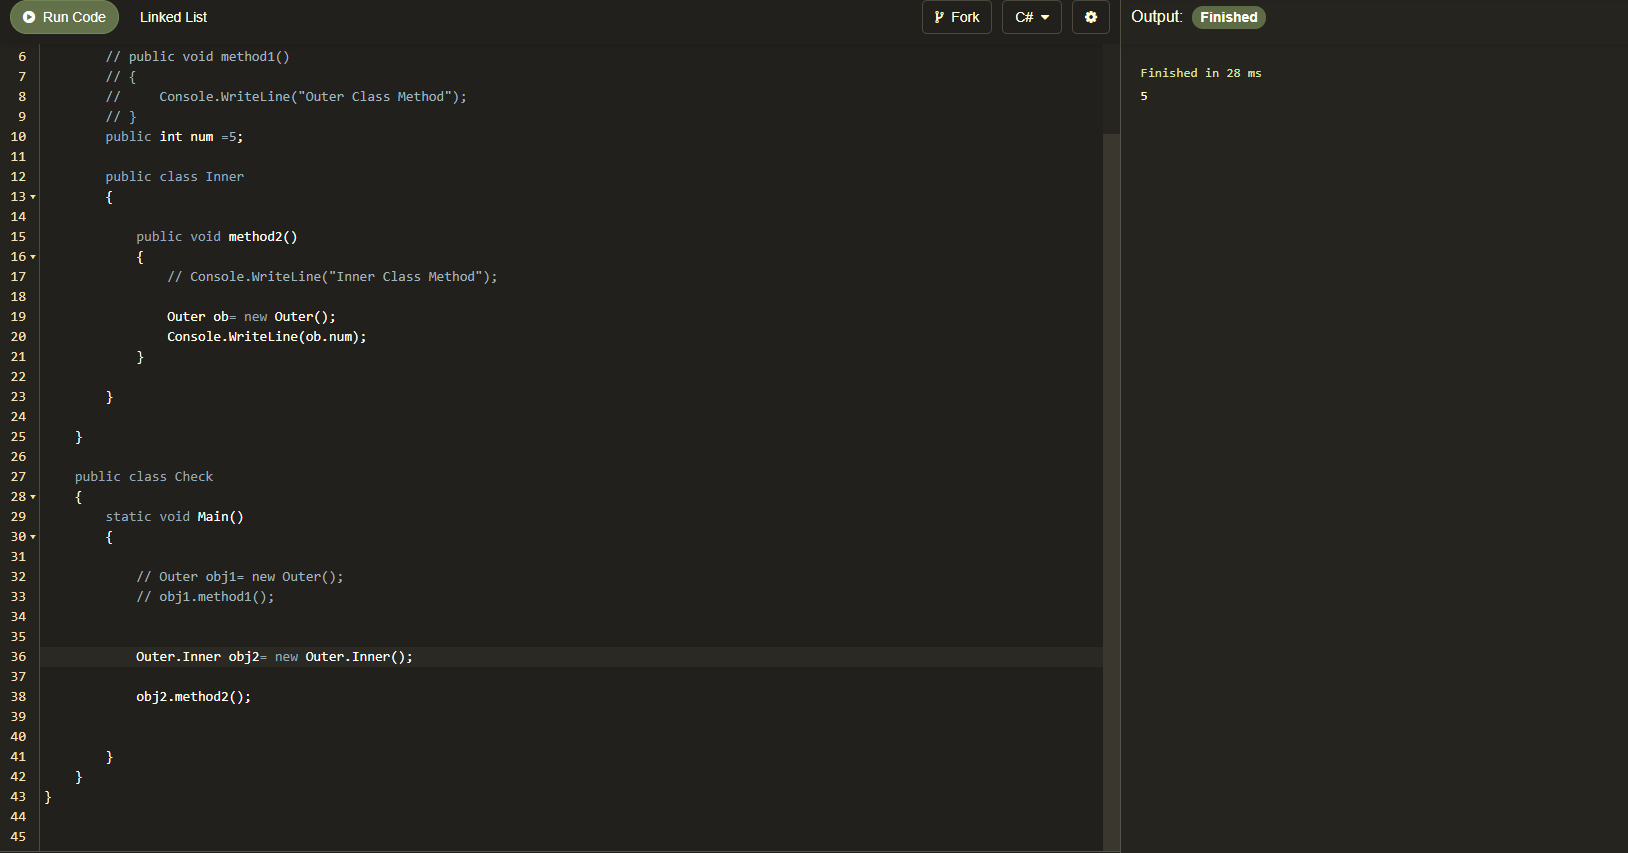 Run Code Linked List Fork C# Output: Finished
6 // public void method1()
7 // {
8 //     Console.WriteLine("Outer Class Method");
9 // }
10 public int num =5;
11
12 public class Inner
13 {
14
15 public void method2()
16 {
17 // Console.WriteLine("Inner Class Method");
18
19 Outer ob= new Outer();
20 Console.WriteLine(ob.num);
21 }
22
23 }
24
25 }
26
27 public class Check
28 {
29 static void Main()
30 {
31
32 // Outer obj1= new Outer();
33 // obj1.method1();
34
35
36 Outer.Inner obj2= new Outer.Inner();
37
38 obj2.method2();
39
40
41 }
42 }
43 }
44
45
Finished in 28 ms
5